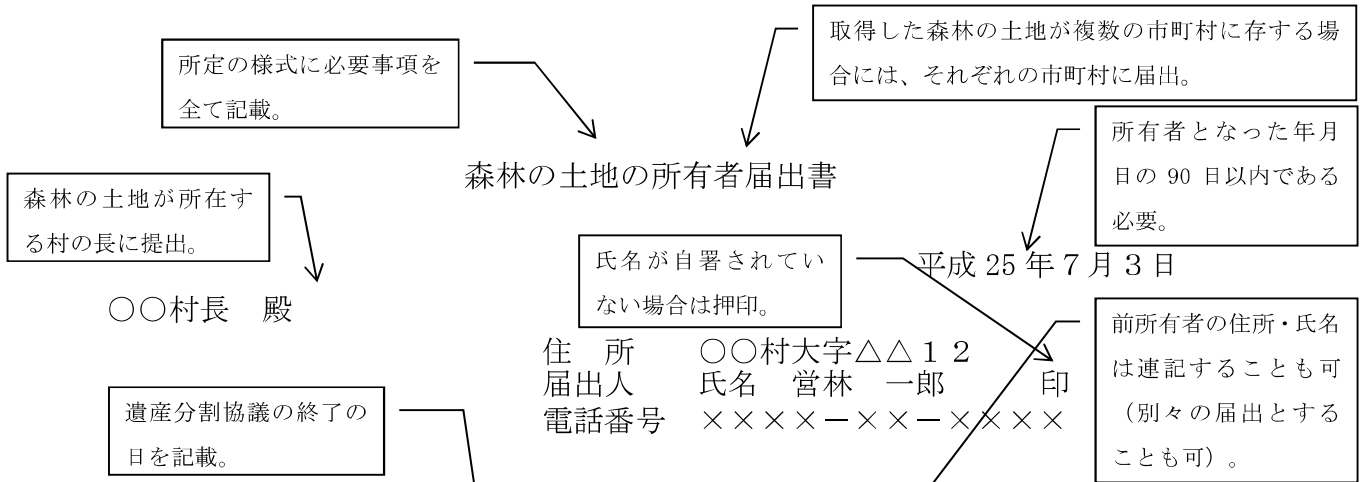 取得した森林の土地が複数の市町村に存する場
合には、それぞれの市町村に届出。
所定の様式に必要事項を
全て記載。
所有者となった年月
日の 90 日以内である
必要。
森林の土地の所有者届出書
森林の土地が所在す
る村の長に提出。
氏名が自署されてい
ない場合は押印。
平成 25 年７月３日
○○村長　殿
前所有者の住所・氏名
は連記することも可
（別々の届出とする
ことも可）。
住　所　　○○村大字△△１２
届出人　　氏名　営林　一郎　　　印
電話番号　××××－××－××××
遺産分割協議の終了の
日を記載。